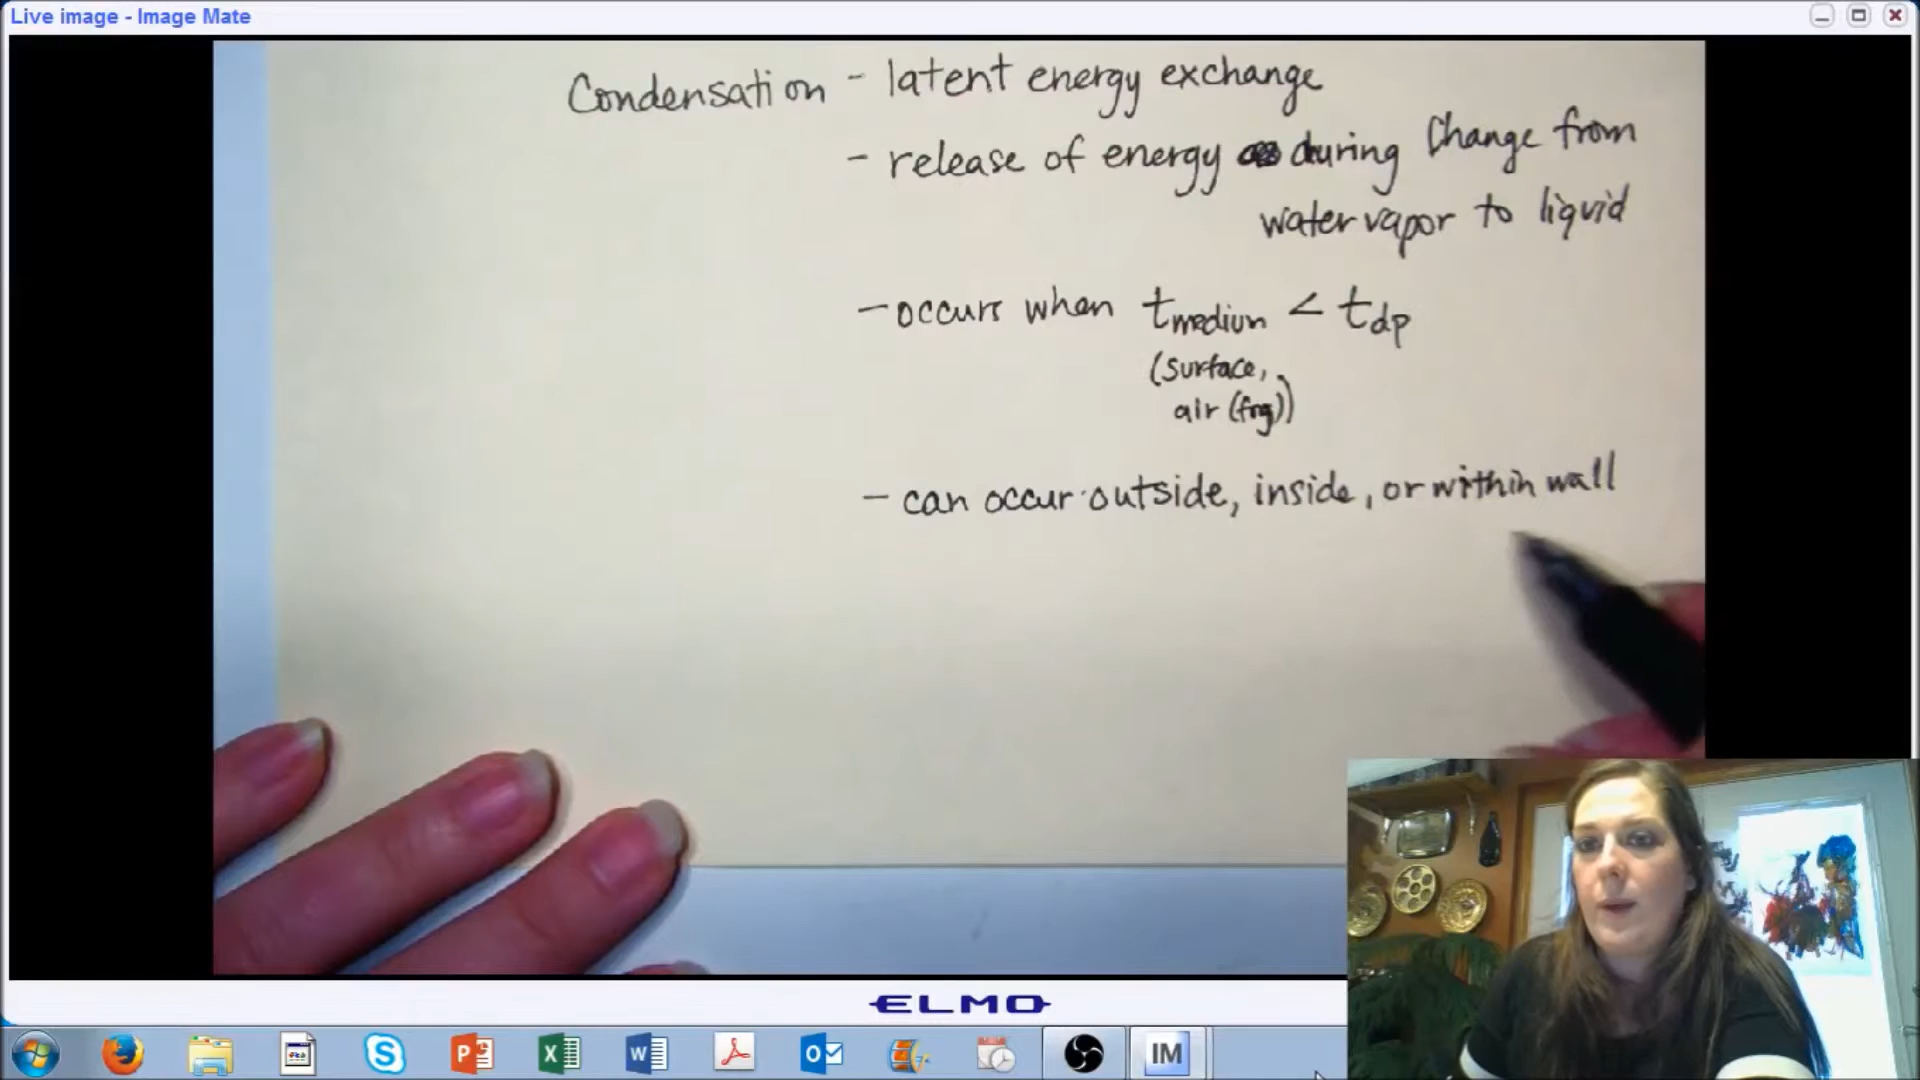 Live image - Image Mate
Condensation - latent energy exchange
- release of energy during Change from
water vapor to liquid
- occurs when tmedium < tdp
(surface,
air (fog))
- can occur outside, inside, or within wall
ELMO
IM